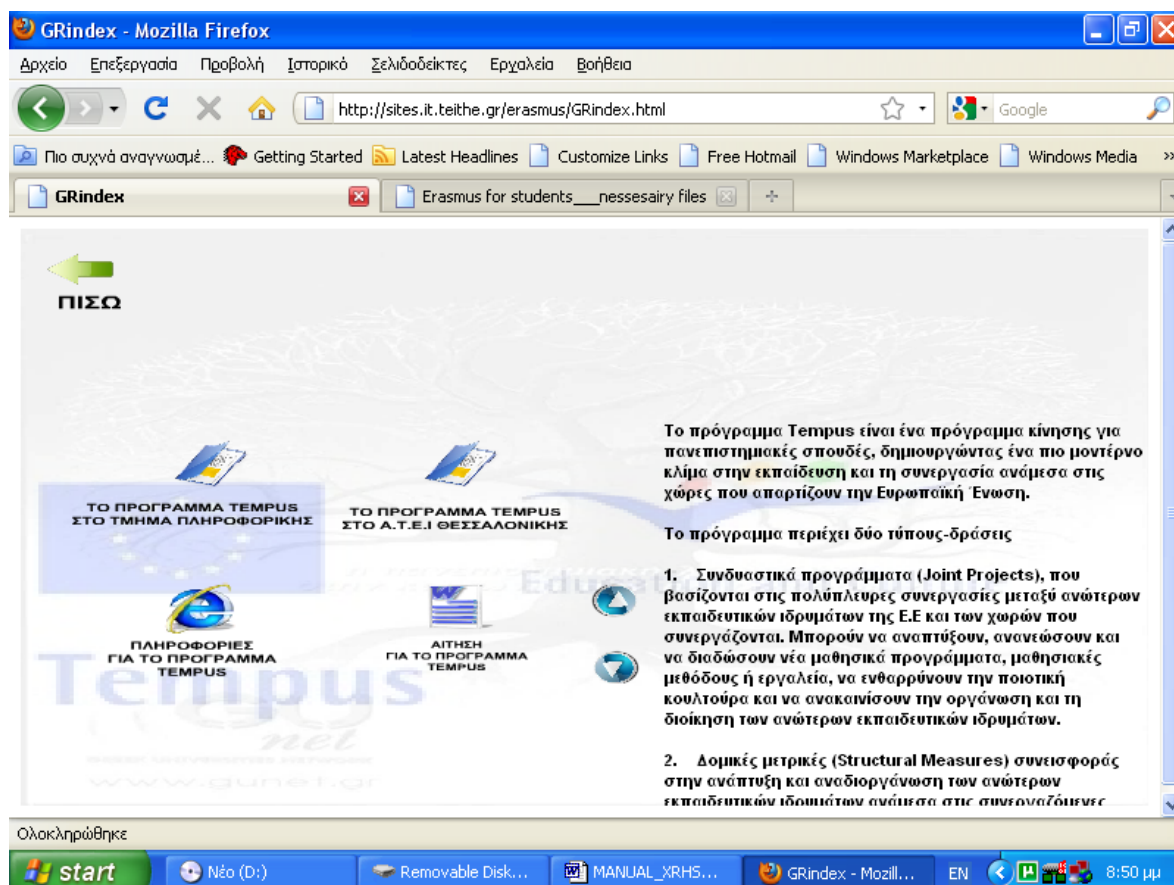 GRindex - Mozilla Firefox
Αρχείο Επεξεργασία Προβολή Ιστορικό Σελιδοδείκτες Εργαλεία Βοήθεια
http://sites.it.teithe.gr/erasmus/GRindex.html
Google
Πιο συχνά αναγνωσμέ... Getting Started Latest Headlines Customize Links Free Hotmail Windows Marketplace Windows Media »
GRindex Erasmus for students___nessesairy files
ΠΙΣΩ
ΤΟ ΠΡΟΓΡΑΜΜΑ TEMPUS
ΣΤΟ ΤΜΗΜΑ ΠΛΗΡΟΦΟΡΙΚΗΣ
ΤΟ ΠΡΟΓΡΑΜΜΑ TEMPUS
ΣΤΟ Α.Τ.Ε.Ι ΘΕΣΣΑΛΟΝΙΚΗΣ
ΠΛΗΡΟΦΟΡΙΕΣ
ΓΙΑ ΤΟ ΠΡΟΓΡΑΜΜΑ
TEMPUS
ΑΙΤΗΣΗ
ΓΙΑ ΤΟ ΠΡΟΓΡΑΜΜΑ
TEMPUS
Το πρόγραμμα Tempus είναι ένα πρόγραμμα κίνησης για
πανεπιστημιακές σπουδές, δημιουργώντας ένα πιο μοντέρνο
κλίμα στην εκπαίδευση και τη συνεργασία ανάμεσα στις
χώρες που απαρτίζουν την Ευρωπαϊκή Ένωση.
Το πρόγραμμα περιέχει δύο τύπους-δράσεις
1. Συνδυαστικά προγράμματα (Joint Projects), που
βασίζονται στις πολύπλευρες συνεργασίες μεταξύ ανώτερων
εκπαιδευτικών ιδρυμάτων της Ε.Ε και των χωρών που
συνεργάζονται. Μπορούν να αναπτύξουν, ανανεώσουν και
να διαδώσουν νέα μαθησικά προγράμματα, μαθησιακές
μεθόδους ή εργαλεία, να ενθαρρύνουν την ποιοτική
κουλτούρα και να ανακαινίσουν την οργάνωση και τη
διοίκηση των ανώτερων εκπαιδευτικών ιδρυμάτων.
2. Δομικές μετρικές (Structural Measures) συνεισφοράς
στην ανάπτυξη και αναδιοργάνωση των ανώτερων
εκπαιδευτικών ιδρυμάτων ανάμεσα στις συνεργαζόμενες
Education
Tempus
net
www.gunet.gr
Ολοκληρώθηκε
start Νέο (D:) Removable Disk... MANUAL_XRHS... GRindex - Mozill... EN 8:50 μμ